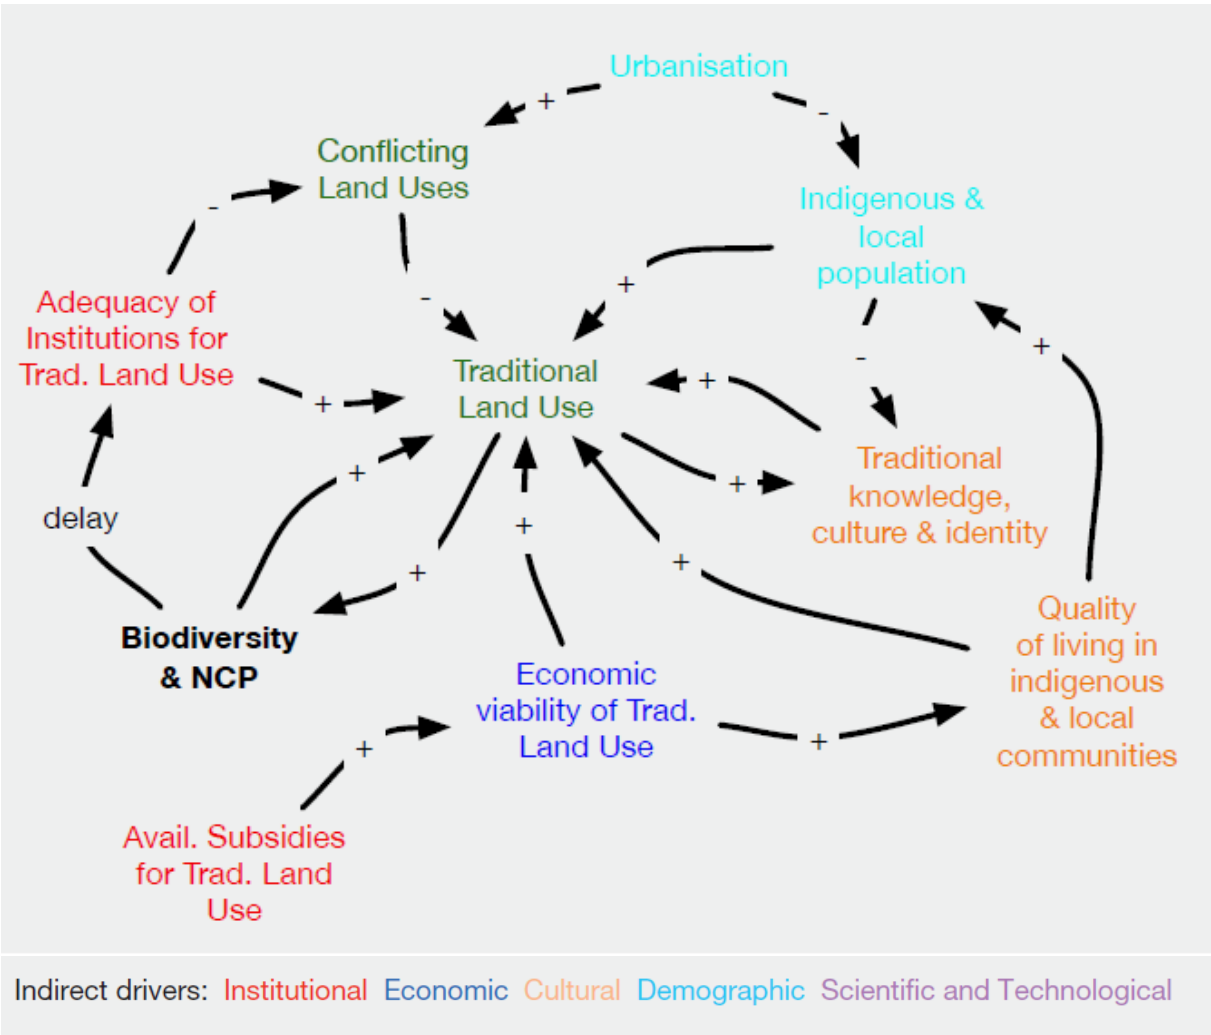 Urbanisation
+
-
Conflicting
Land Uses
-
Indigenous &
local
population
+
-
Adequacy of
Institutions for
Trad. Land Use
+
-
+
Traditional
Land Use
+
+
Traditional
knowledge,
culture & identity
+
+
delay
+
+
+
Biodiversity
& NCP
Quality
of living in
indigenous
& local
communities
Economic
viability of Trad.
Land Use
+
+
Avail. Subsidies
for Trad. Land
Use
Indirect drivers: Institutional Economic Cultural Demographic Scientific and Technological